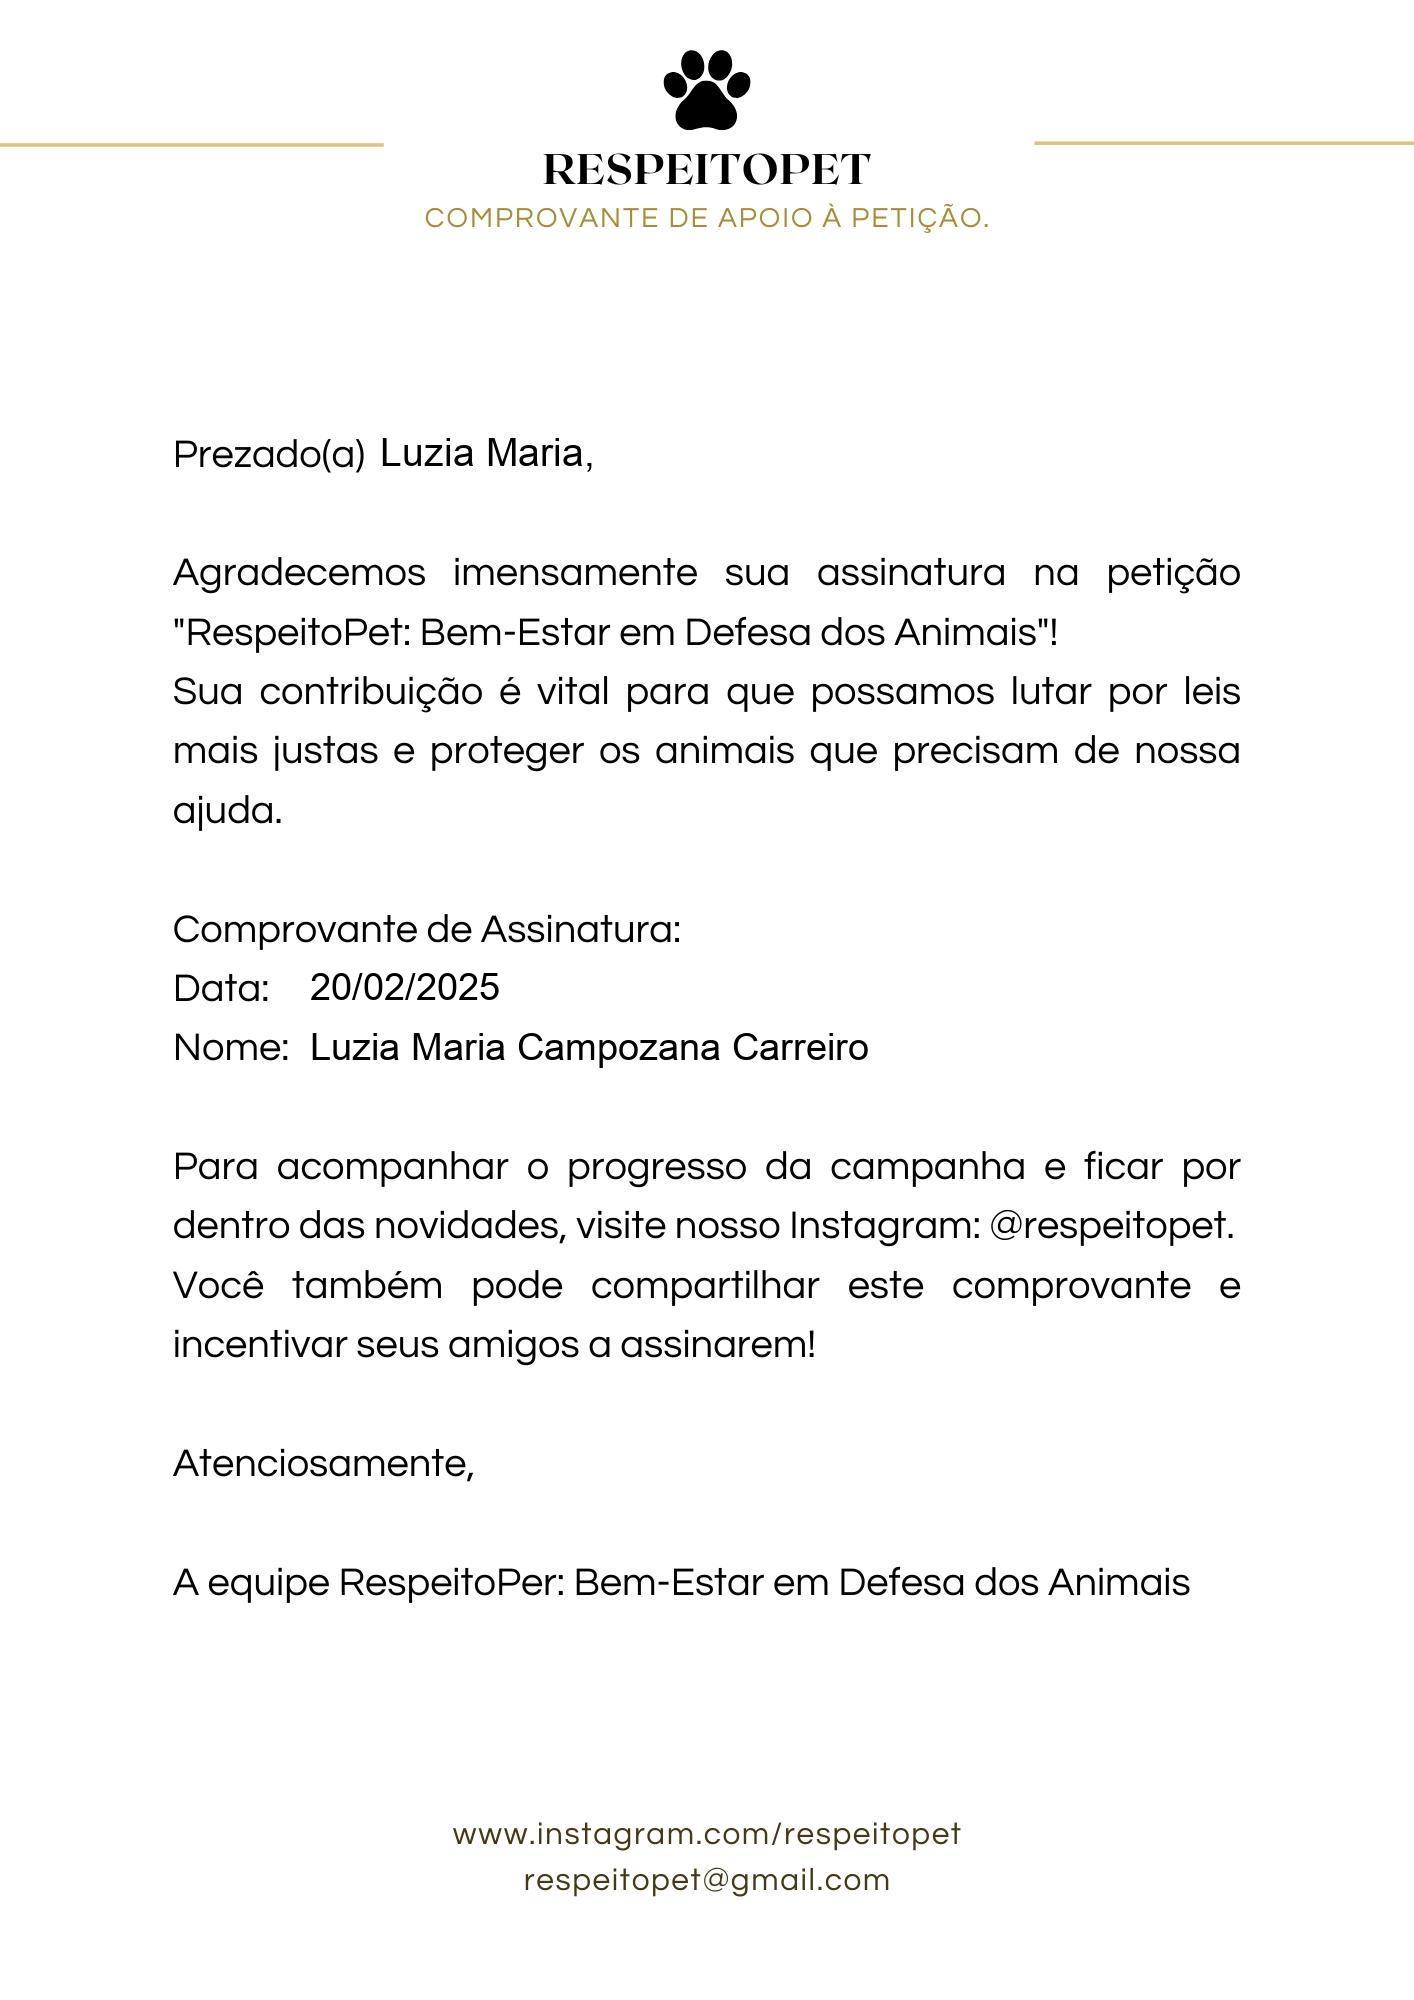 RESPEITOPET
COMPROVANTE DE APOIO À PETIÇÃO.
Prezado(a) Luzia Maria,
Agradecemos imensamente sua assinatura na petição
"RespeitoPet: Bem-Estar em Defesa dos Animais"!
Sua contribuição é vital para que possamos lutar por leis
mais justas e proteger os animais que precisam de nossa
ajuda.
Comprovante de Assinatura:
Data: 20/02/2025
Nome: Luzia Maria Campozana Carreiro
Para acompanhar o progresso da campanha e ficar por
dentro das novidades, visite nosso Instagram: @respeitopet.
Você também pode compartilhar este comprovante e
incentivar seus amigos a assinarem!
Atenciosamente,
A equipe RespeitoPer: Bem-Estar em Defesa dos Animais
www.instagram.com/respeitopet
respeitopet@gmail.com